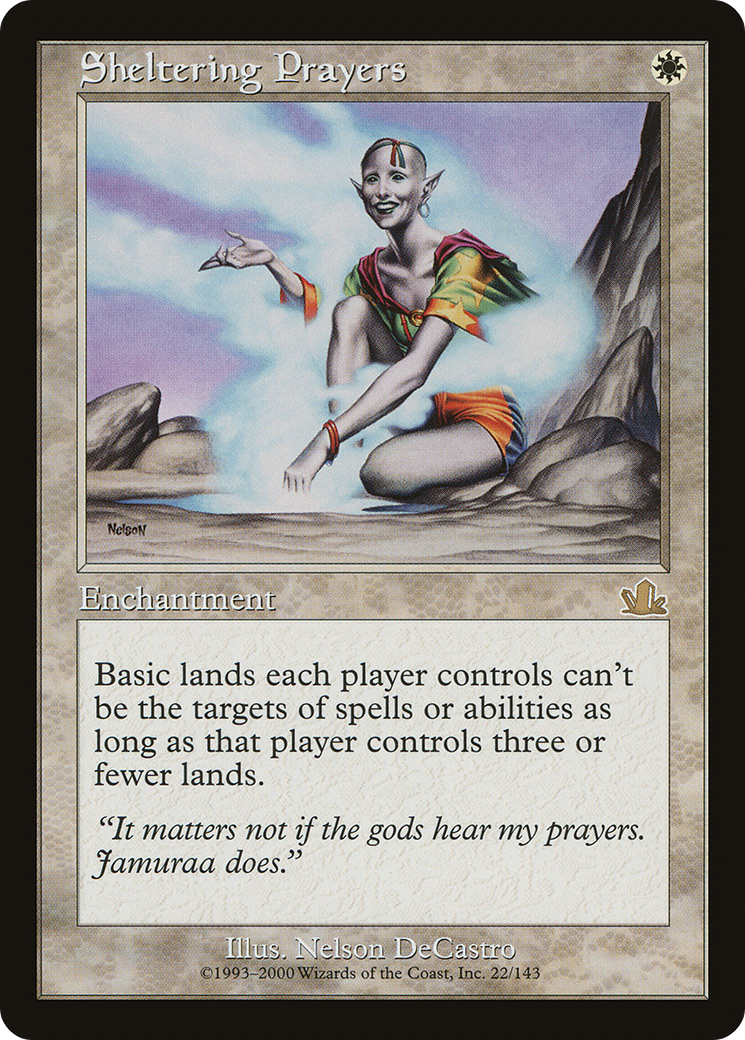 Sheltering Prayers
Nelson
Enchantment
Basic lands each player controls can't
be the targets of spells or abilities as
long as that player controls three or
fewer lands.
“It matters not if the gods hear my prayers.
Jamuraa does.”
Illus. Nelson DeCastro
©1993–2000 Wizards of the Coast, Inc. 22/143